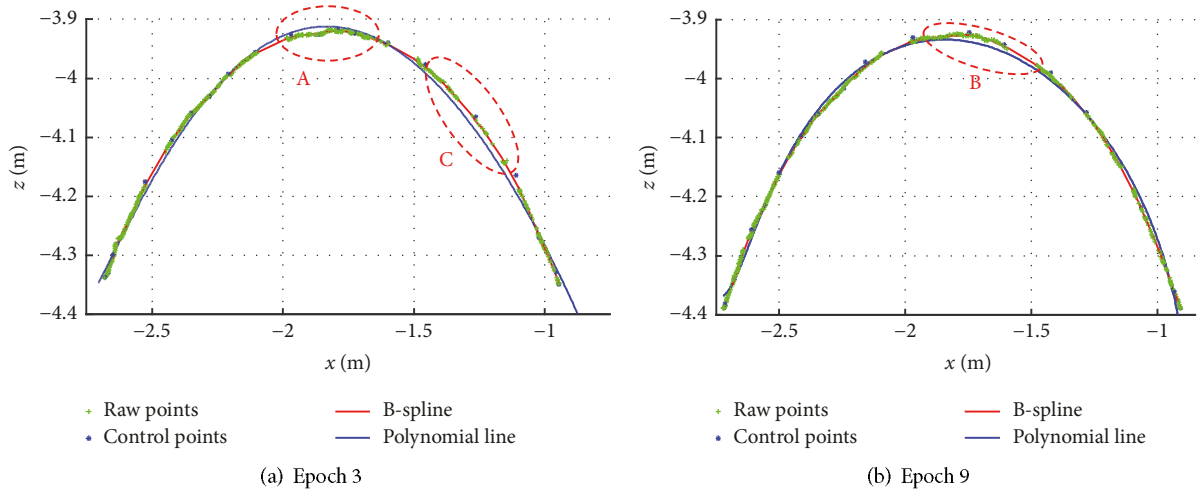 −3.9
−4
−4.1
−4.2
−4.3
−4.4
z (m)
A
C
−2.5
−2
−1.5
−1
x (m)
Raw points
Control points
B-spline
Polynomial line
(a) Epoch 3
−3.9
−4
−4.1
−4.2
−4.3
−4.4
z (m)
B
−2.5
−2
−1.5
−1
x (m)
Raw points
Control points
B-spline
Polynomial line
(b) Epoch 9